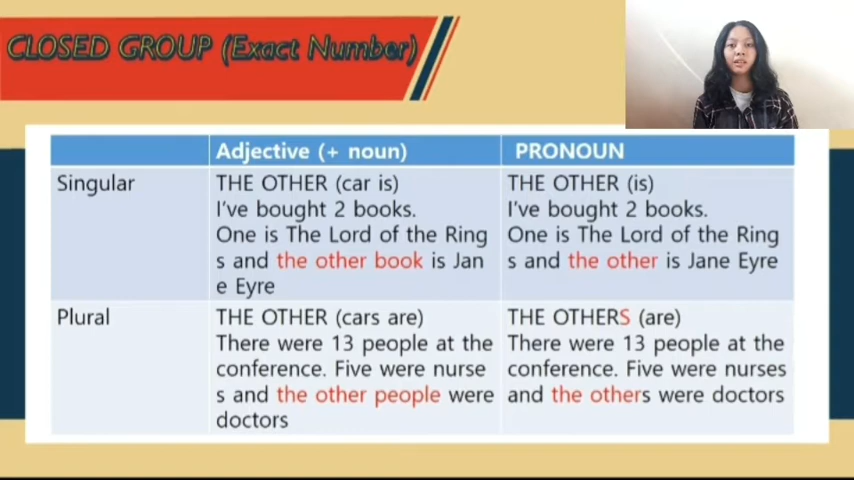 CLOSED GROUP (Exact Number)
Adjective (+ noun)
PRONOUN
Singular
THE OTHER (car is)
I've bought 2 books.
One is The Lord of the Ring
s and the other book is Jan
e Eyre
THE OTHER (is)
I've bought 2 books.
One is The Lord of the Ring
s and the other is Jane Eyre
Plural
THE OTHER (cars are)
There were 13 people at the
conference. Five were nurse
s and the other people were
doctors
THE OTHERS (are)
There were 13 people at the
conference. Five were nurses
and the others were doctors